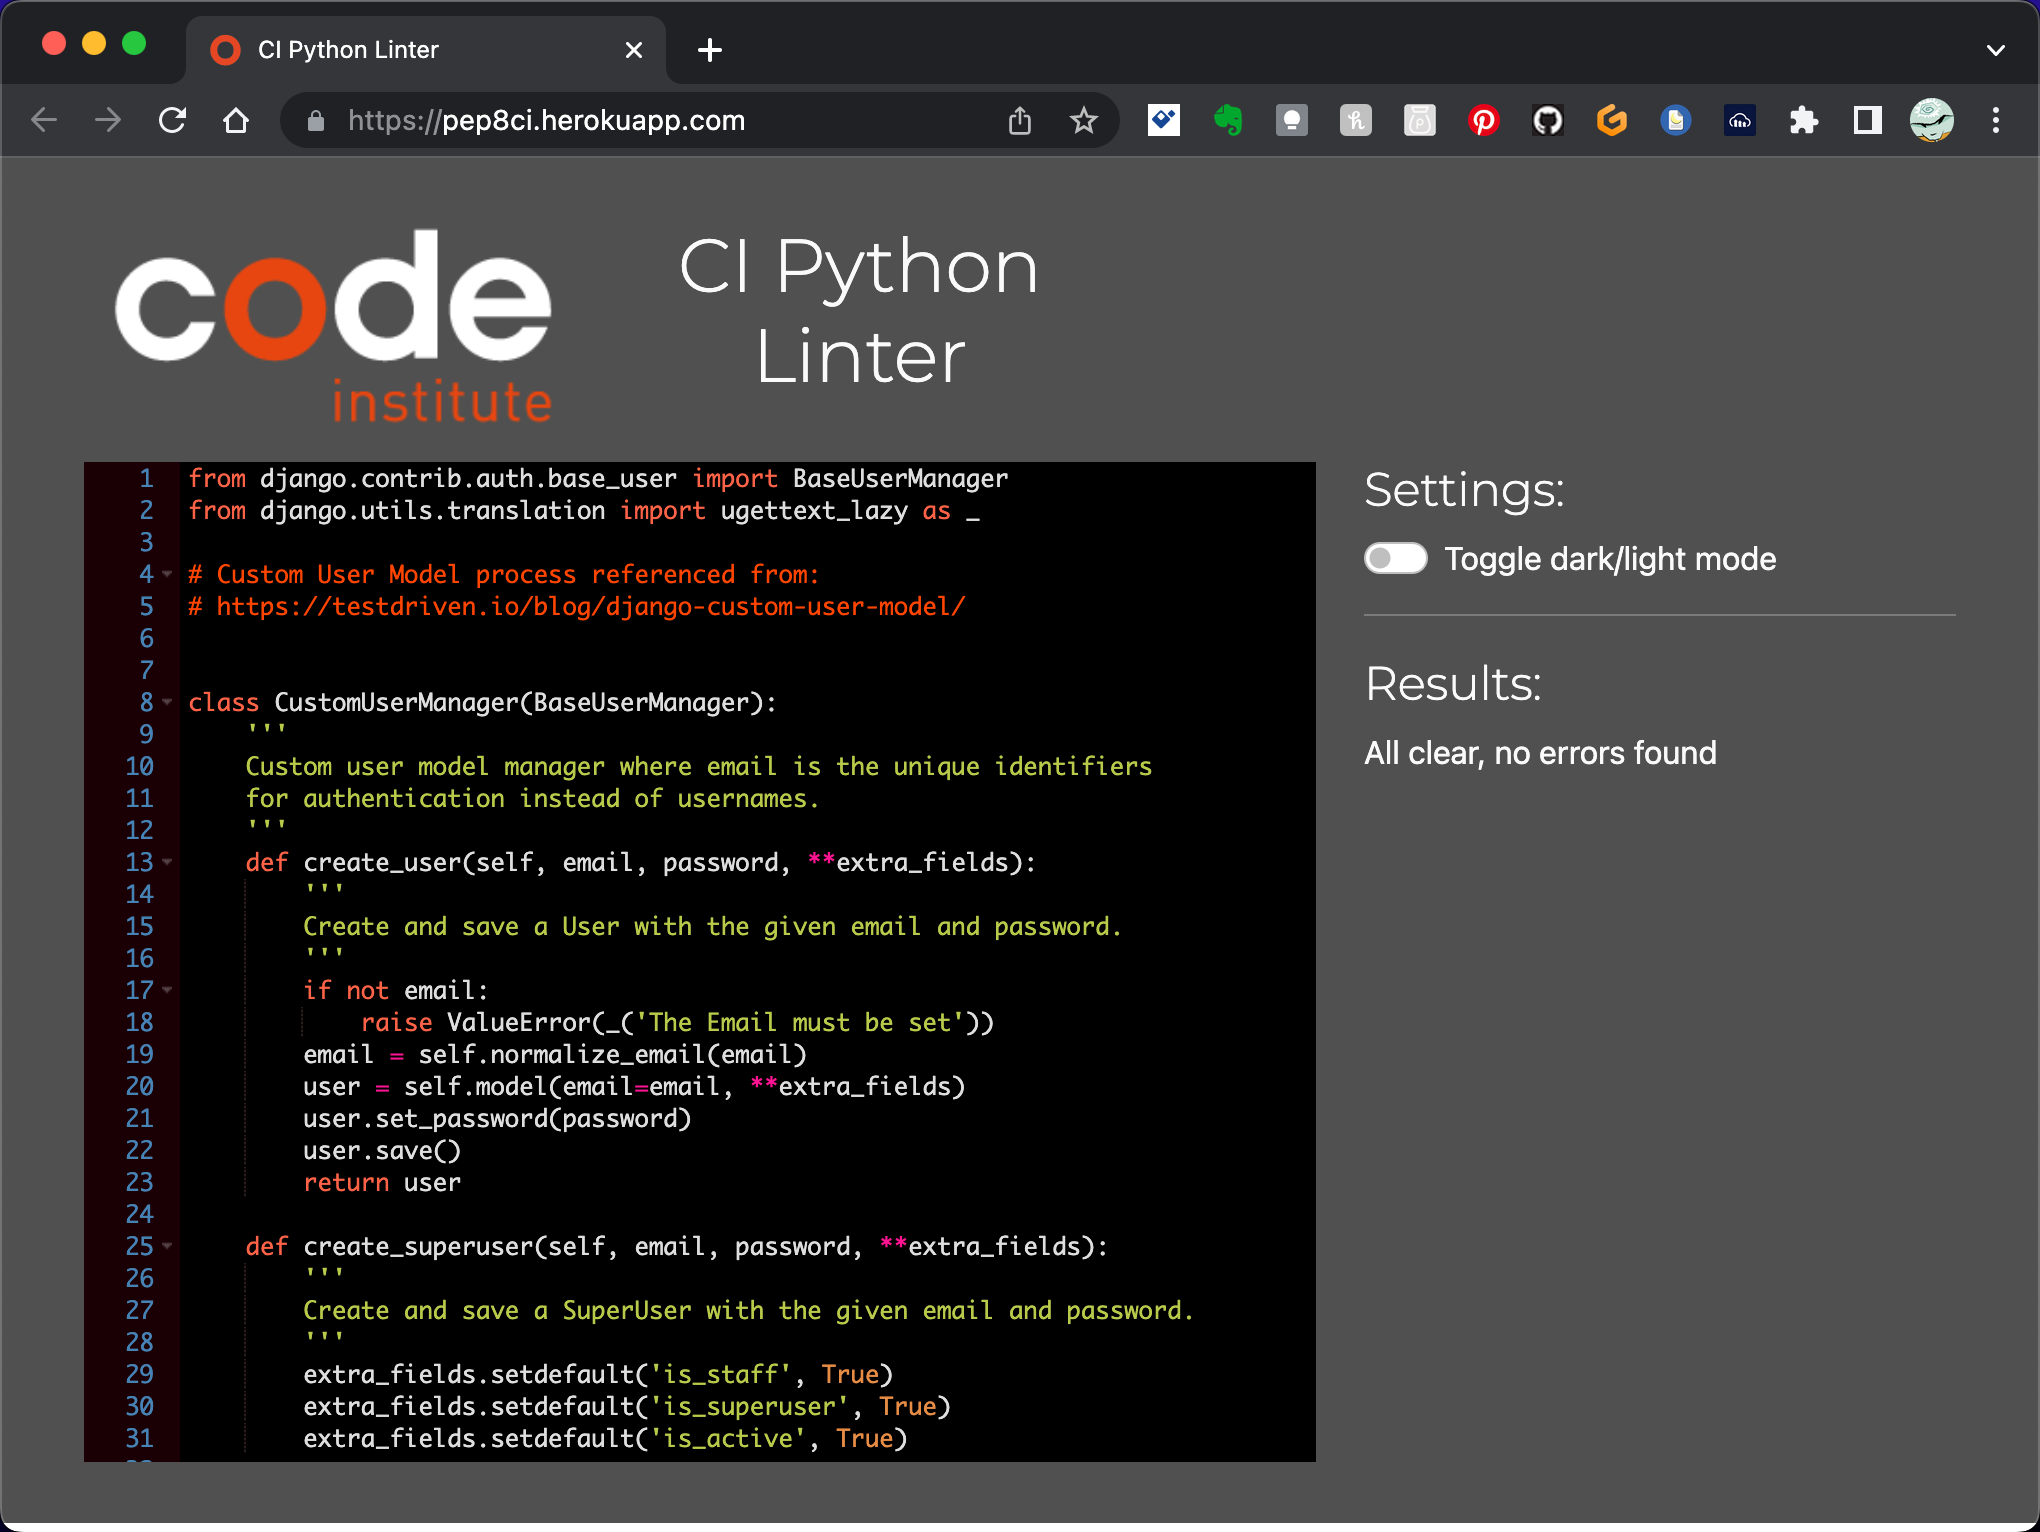 CI Python Linter
https://pep8ci.herokuapp.com
code
institute
CI Python
Linter
1 from django.contrib.auth.base_user import BaseUserManager
2 from django.utils.translation import ugettext_lazy as _
3
4 # Custom User Model process referenced from:
5 # https://testdriven.io/blog/django-custom-user-model/
6
7
8 class CustomUserManager(BaseUserManager):
9     '''
10     Custom user model manager where email is the unique identifiers
11     for authentication instead of usernames.
12     '''
13     def create_user(self, email, password, **extra_fields):
14         '''
15         Create and save a User with the given email and password.
16         '''
17         if not email:
18             raise ValueError(_('The Email must be set'))
19         email = self.normalize_email(email)
20         user = self.model(email=email, **extra_fields)
21         user.set_password(password)
22         user.save()
23         return user
24
25     def create_superuser(self, email, password, **extra_fields):
26         '''
27         Create and save a SuperUser with the given email and password.
28         '''
29         extra_fields.setdefault('is_staff', True)
30         extra_fields.setdefault('is_superuser', True)
31         extra_fields.setdefault('is_active', True)
Settings:
Toggle dark/light mode
Results:
All clear, no errors found